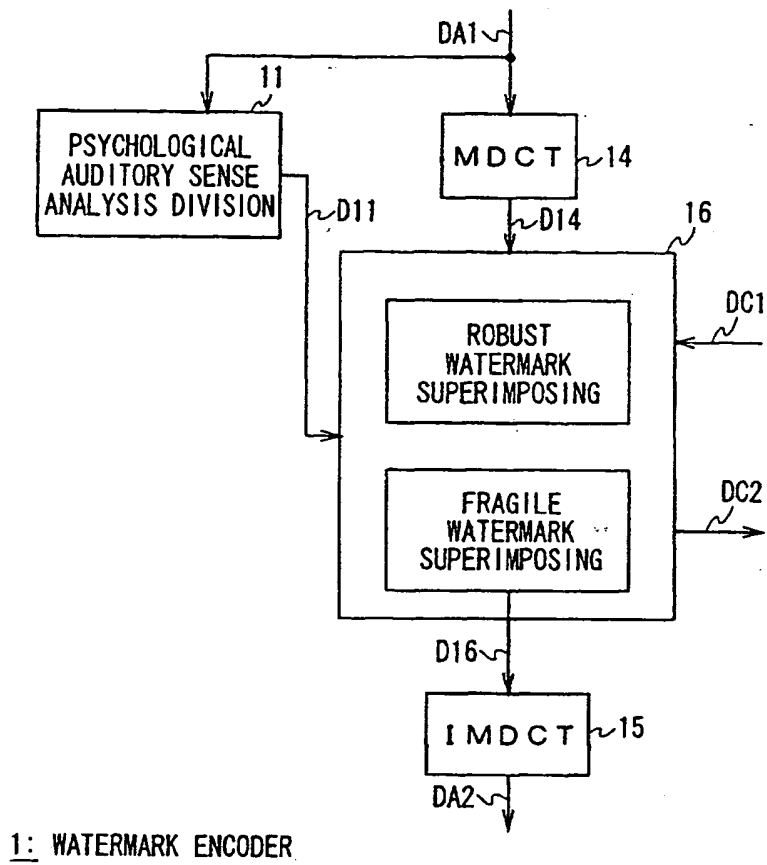 DA1
11
PSYCHOLOGICAL
AUDITORY SENSE
ANALYSIS DIVISION
D11
MDCT
14
D14
16
ROBUST
WATERMARK
SUPERIMPOSING
DC1
FRAGILE
WATERMARK
SUPERIMPOSING
DC2
D16
IMDCT
15
DA2
1: WATERMARK ENCODER